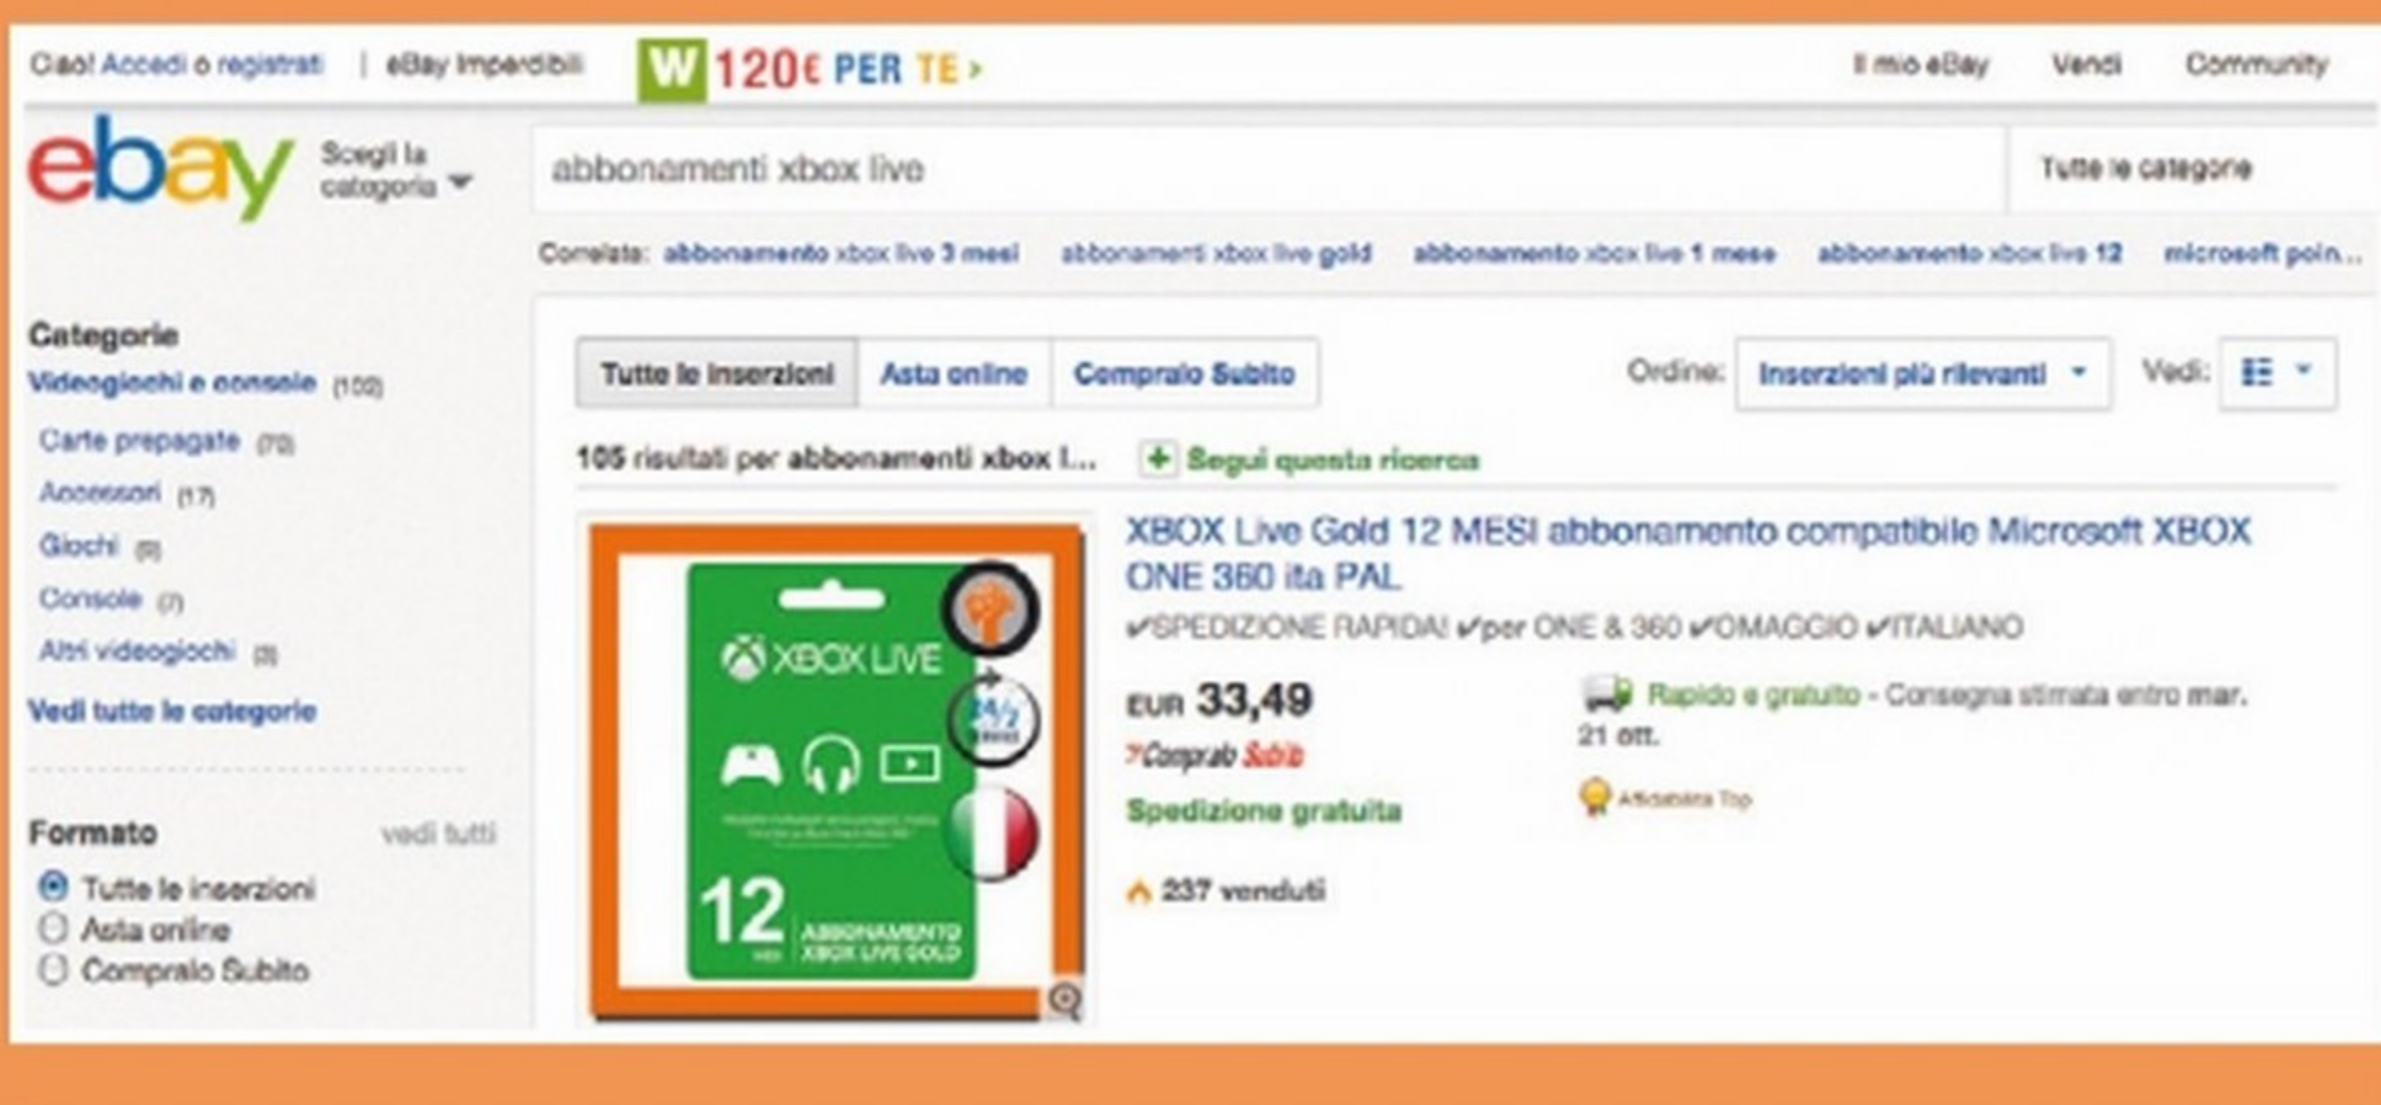 Ciao! Accedi o registrati | eBay Imperdibili
W 120€ PER TE ›
Il mio eBay Vendi Community
ebay
Scegli la
categoria
abbonamenti xbox live
Tutte le categorie
Correlate: abbonamento xbox live 3 mesi abbonamenti xbox live gold abbonamento xbox live 1 mese abbonamento xbox live 12 microsoft poin...
Categorie
Videogiochi e console (102)
Carte prepagate (70)
Accessori (17)
Giochi
Console (7)
Altri videogiochi (3)
Vedi tutte le categorie
Formato vedi tutti
Tutte le inserzioni
Asta online
Compralo Subito
Tutte le inserzioni Asta online Compralo Subito
Ordine: Inserzioni più rilevanti Vedi:
105 risultati per abbonamenti xbox l... + Segui questa ricerca
XBOX LIVE
12
MESI
ABBONAMENTO
XBOX LIVE GOLD
XBOX Live Gold 12 MESI abbonamento compatibile Microsoft XBOX
ONE 360 ita PAL
✔SPEDIZIONE RAPIDA! ✔per ONE & 360 ✔OMAGGIO ✔ITALIANO
EUR 33,49
Compralo Subito
Spedizione gratuita
237 venduti
Rapido e gratuito - Consegna stimata entro mar.
21 ott.
Affidabilità Top